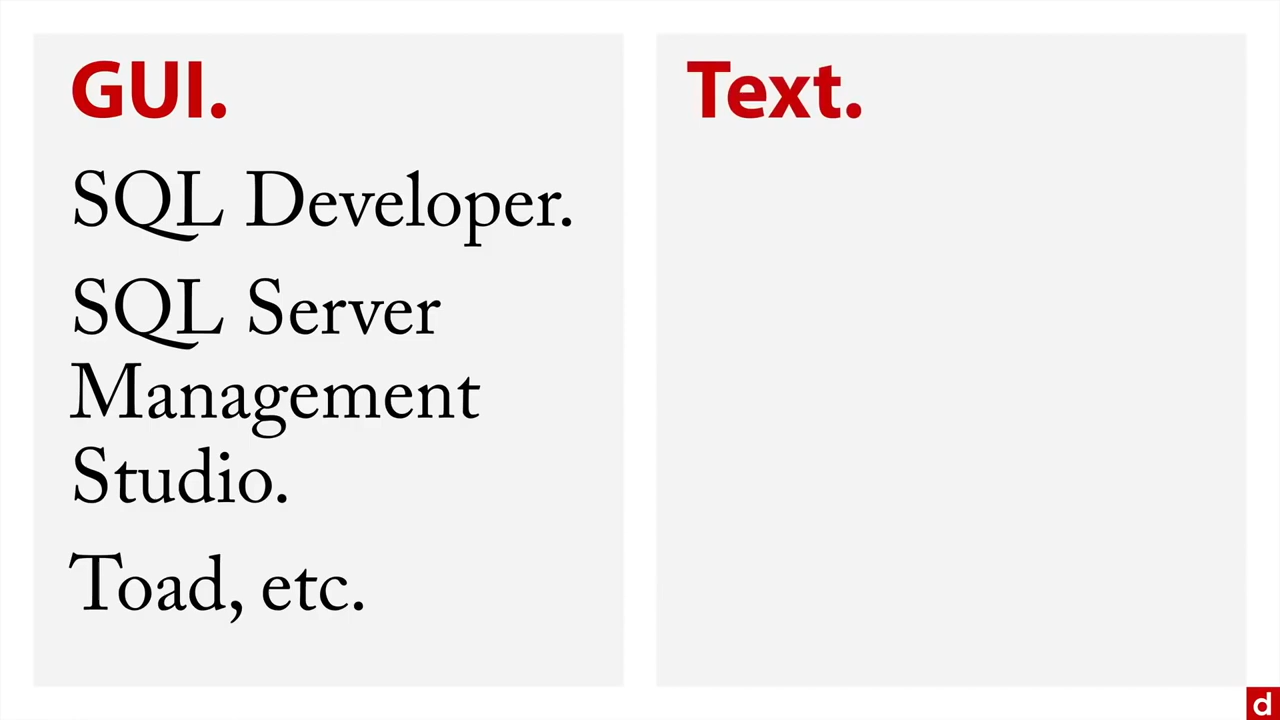 GUI.
SQL Developer.
SQL Server
Management
Studio.
Toad, etc.
Text.
d